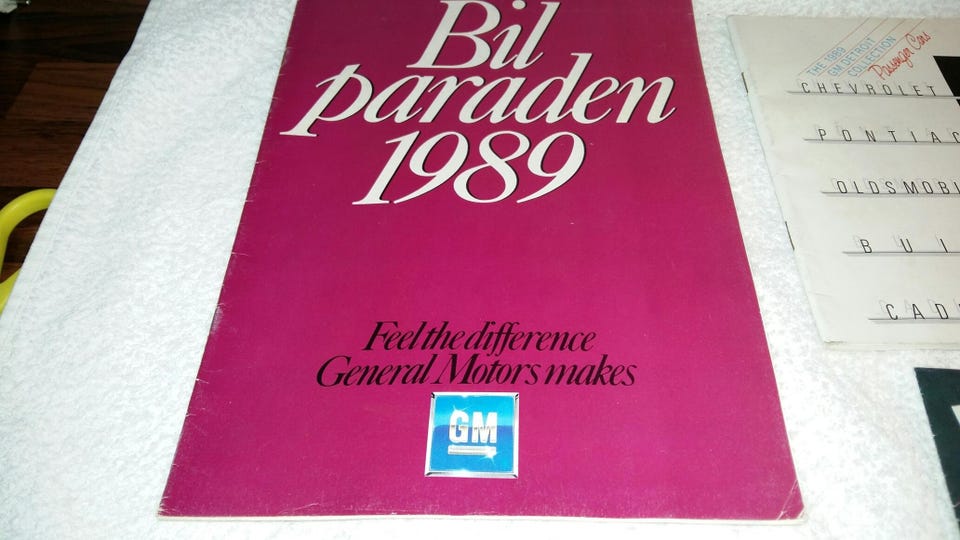 Bil
paraden
1989
Feel the difference
General Motors makes
GM
THE 1989
GM DETROIT
COLLECTION
Passenger Cars
CHEVROLET
PONTIAC
OLDSMOBI
BUI
CAD